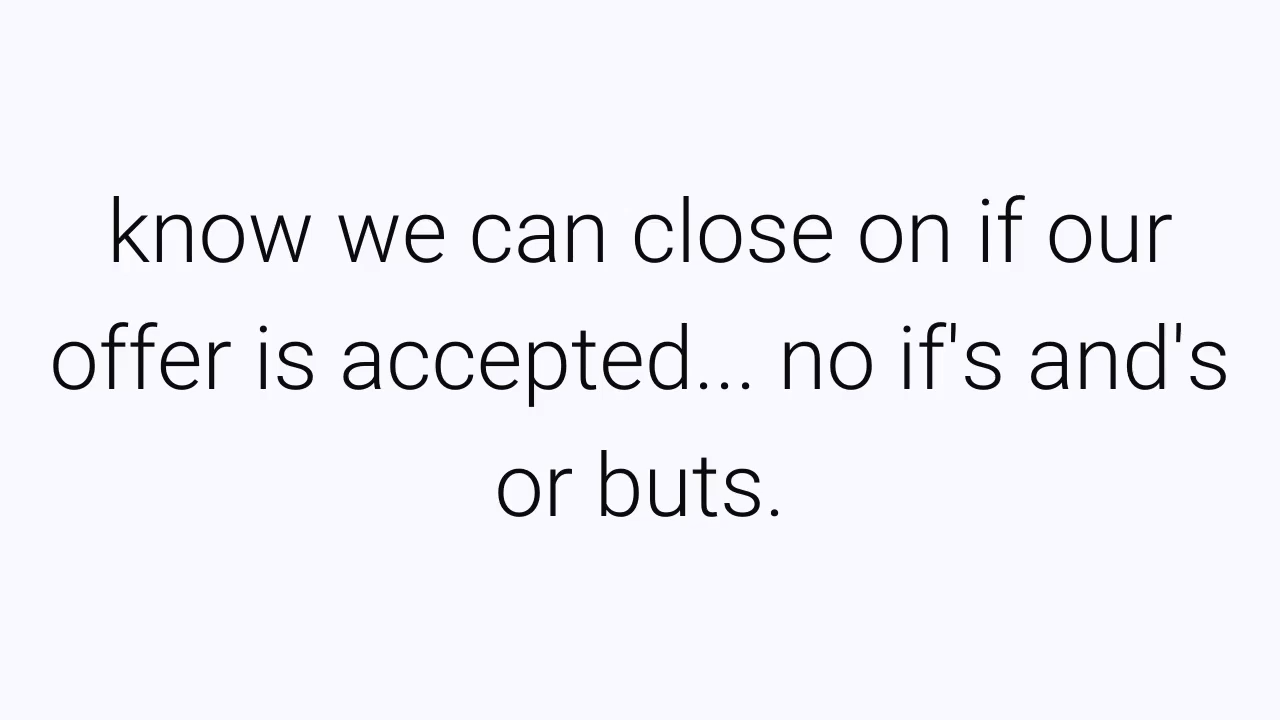 know we can close on if our
offer is accepted... no if's and's
or buts.